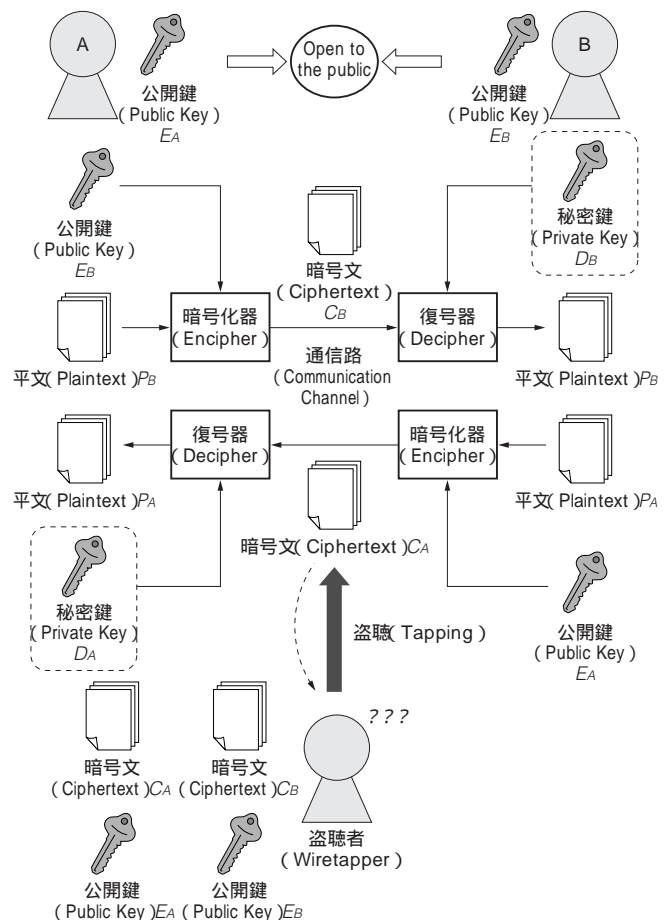 A
Open to
the public
B
公開鍵
(Public Key)
EA
公開鍵
(Public Key)
EB
公開鍵
(Public Key)
EB
暗号文
(Ciphertext)
CB
秘密鍵
(Private Key)
DB
暗号化器
(Encipher)
復号器
(Decipher)
平文(Plaintext)PB
通信路
(Communication
Channel)
平文(Plaintext)PB
復号器
(Decipher)
暗号化器
(Encipher)
平文(Plaintext)PA
暗号文(Ciphertext)CA
平文(Plaintext)PA
秘密鍵
(Private Key)
DA
盗聴(Tapping)
公開鍵
(Public Key)
EA
???
暗号文
(Ciphertext)CA
暗号文
(Ciphertext)CB
盗聴者
(Wiretapper)
公開鍵
(Public Key)EA
公開鍵
(Public Key)EB